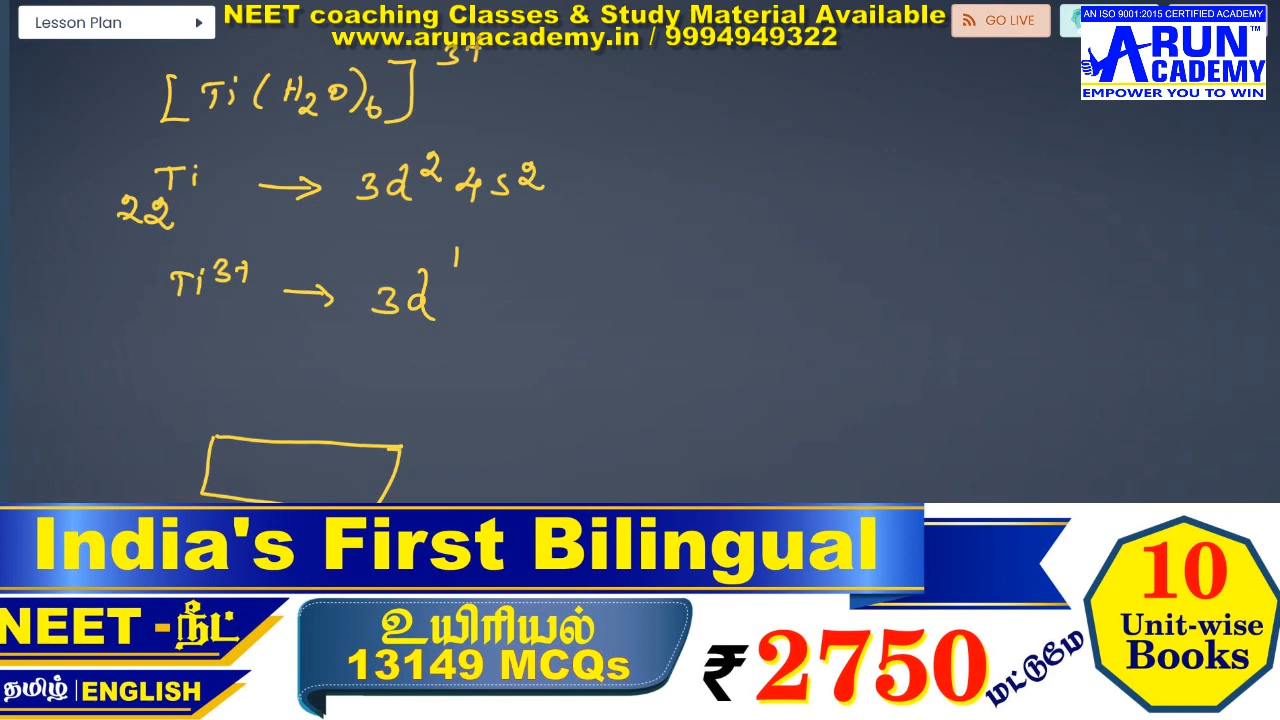 Lesson Plan
NEET coaching Classes & Study Material Available
www.arunacademy.in / 9994949322
GO LIVE
AN ISO 9001:2015 CERTIFIED ACADEMY
ARUN ACADEMY™
EMPOWER YOU TO WIN
[Ti(H₂O)₆]³⁺
₂₂Ti → 3d² 4s²
Ti³⁺ → 3d¹
India's First Bilingual
NEET - நீட்
தமிழ் | ENGLISH
உயிரியல்
13149 MCQs
₹ 2750 மட்டுமே
10
Unit-wise
Books